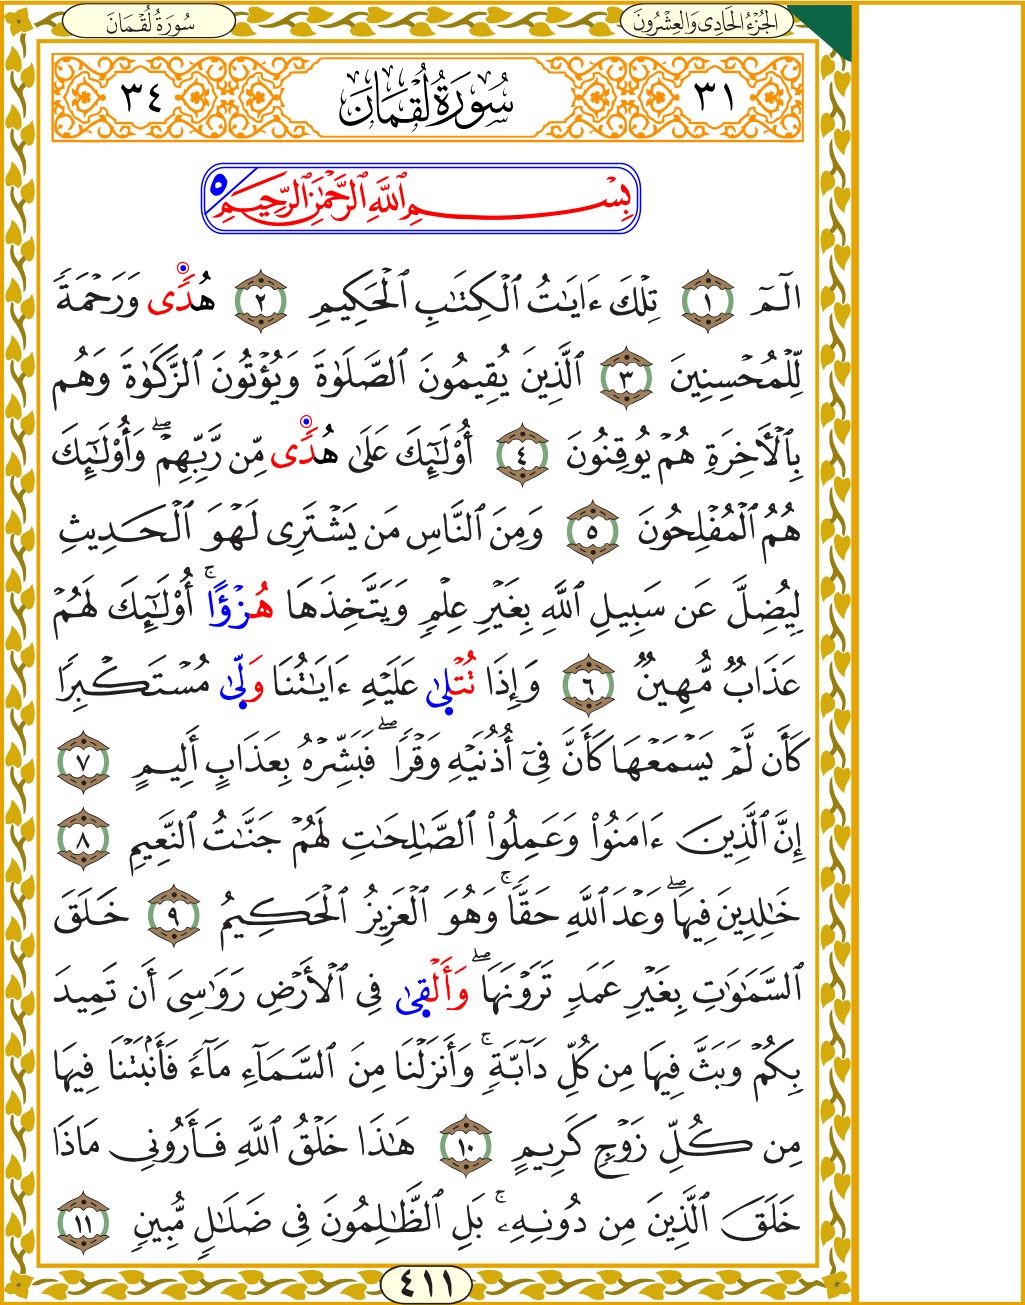 سُورَةُ لُقۡمَانَ
الجُزۡءُ الحَادِي وَالعِشۡرُونَ
٣١ سُورَةُ لُقۡمَانَ ٣٤
بِسۡمِ ٱللَّهِ ٱلرَّحۡمَٰنِ ٱلرَّحِيمِ ٥
الٓمٓ ١ تِلۡكَ ءَايَٰتُ ٱلۡكِتَٰبِ ٱلۡحَكِيمِ ٢ هُدٗى وَرَحۡمَةٗ
لِّلۡمُحۡسِنِينَ ٣ ٱلَّذِينَ يُقِيمُونَ ٱلصَّلَوٰةَ وَيُؤۡتُونَ ٱلزَّكَوٰةَ وَهُم
بِٱلۡأٓخِرَةِ هُمۡ يُوقِنُونَ ٤ أُوْلَٰٓئِكَ عَلَىٰ هُدٗى مِّن رَّبِّهِمۡۖ وَأُوْلَٰٓئِكَ
هُمُ ٱلۡمُفۡلِحُونَ ٥ وَمِنَ ٱلنَّاسِ مَن يَشۡتَرِي لَهۡوَ ٱلۡحَدِيثِ
لِيُضِلَّ عَن سَبِيلِ ٱللَّهِ بِغَيۡرِ عِلۡمٖ وَيَتَّخِذَهَا هُزُؤًاۚ أُوْلَٰٓئِكَ لَهُمۡ
عَذَابٞ مُّهِينٞ ٦ وَإِذَا تُتۡلَىٰ عَلَيۡهِ ءَايَٰتُنَا وَلَّىٰ مُسۡتَكۡبِرٗا
كَأَن لَّمۡ يَسۡمَعۡهَا كَأَنَّ فِيٓ أُذُنَيۡهِ وَقۡرٗاۖ فَبَشِّرۡهُ بِعَذَابٍ أَلِيمٍ ٧
إِنَّ ٱلَّذِينَ ءَامَنُواْ وَعَمِلُواْ ٱلصَّٰلِحَٰتِ لَهُمۡ جَنَّٰتُ ٱلنَّعِيمِ ٨
خَٰلِدِينَ فِيهَاۖ وَعۡدَ ٱللَّهِ حَقّٗاۚ وَهُوَ ٱلۡعَزِيزُ ٱلۡحَكِيمُ ٩ خَلَقَ
ٱلسَّمَٰوَٰتِ بِغَيۡرِ عَمَدٖ تَرَوۡنَهَاۖ وَأَلۡقَىٰ فِي ٱلۡأَرۡضِ رَوَٰسِيَ أَن تَمِيدَ
بِكُمۡ وَبَثَّ فِيهَا مِن كُلِّ دَآبَّةٖۚ وَأَنزَلۡنَا مِنَ ٱلسَّمَآءِ مَآءٗ فَأَنۢبَتۡنَا فِيهَا
مِن كُلِّ زَوۡجٖ كَرِيمٍ ١٠ هَٰذَا خَلۡقُ ٱللَّهِ فَأَرُونِي مَاذَا
خَلَقَ ٱلَّذِينَ مِن دُونِهِۦۚ بَلِ ٱلظَّٰلِمُونَ فِي ضَلَٰلٖ مُّبِينٖ ١١
٤١١